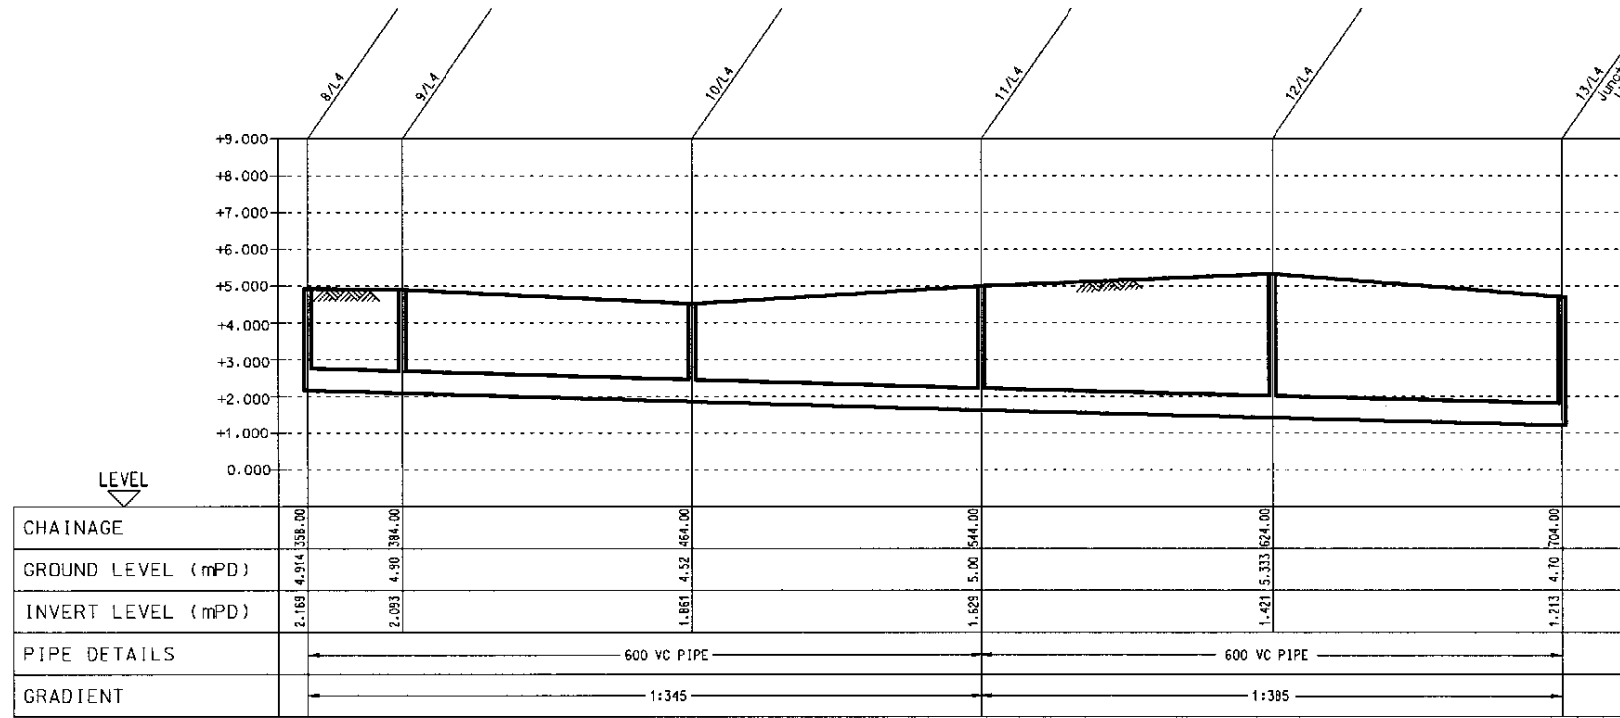 8/L4
9/L4
10/L4
11/L4
12/L4
13/L4
+9.000
+8.000
+7.000
+6.000
+5.000
+4.000
+3.000
+2.000
+1.000
0.000
LEVEL
CHAINAGE 358.00 384.00 464.00 544.00 624.00 704.00
GROUND LEVEL (mPD) 4.914 4.90 4.52 5.00 5.333 4.70
INVERT LEVEL (mPD) 2.169 2.093 1.861 1.629 1.421 1.213
PIPE DETAILS 600 VC PIPE 600 VC PIPE
GRADIENT 1:345 1:385